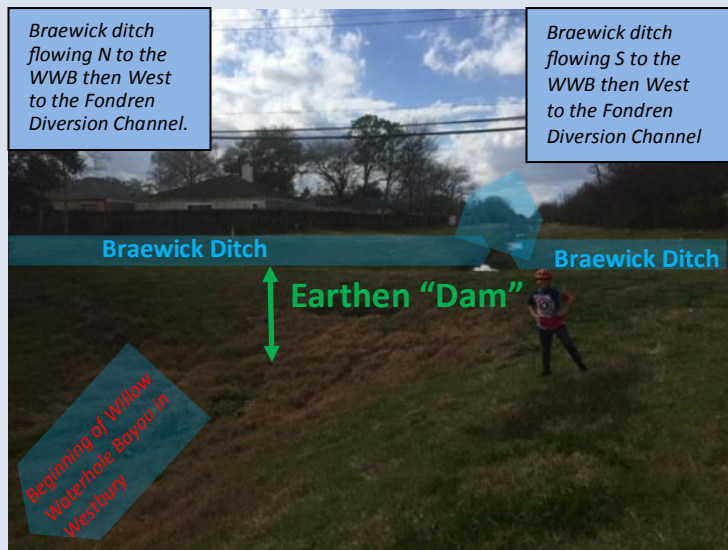 Braewick ditch
flowing N to the
WWB then West
to the Fondren
Diversion Channel.
Braewick ditch
flowing S to the
WWB then West
to the Fondren
Diversion Channel
Braewick Ditch
Braewick Ditch
Earthen “Dam”
Beginning of Willow
Waterhole Bayou in
Westbury